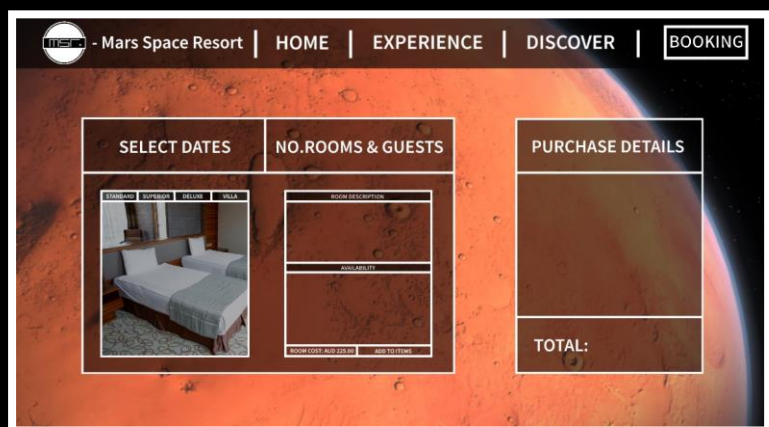 msr. - Mars Space Resort | HOME | EXPERIENCE | DISCOVER | BOOKING
SELECT DATES NO.ROOMS & GUESTS
STANDARD SUPERIOR DELUXE VILLA
ROOM DESCRIPTION
AVAILABILITY
ROOM COST: AUD 225.00 ADD TO ITEMS
PURCHASE DETAILS
TOTAL: